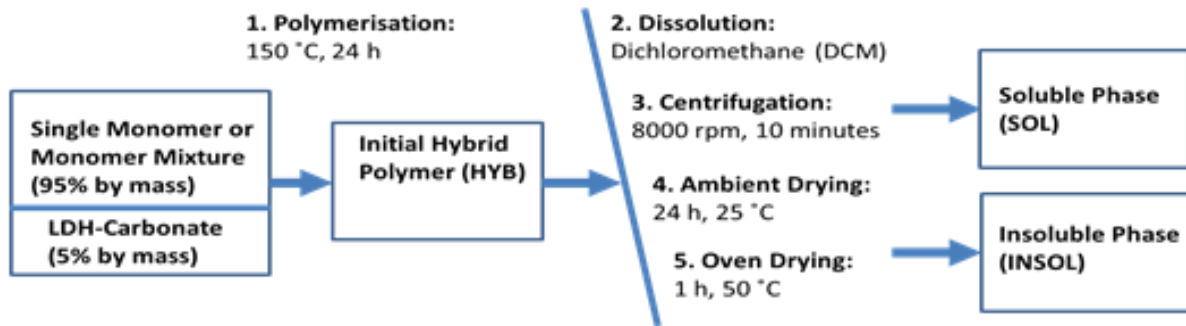 1. Polymerisation:
150 ˚C, 24 h
2. Dissolution:
Dichloromethane (DCM)
Single Monomer or
Monomer Mixture
(95% by mass)
LDH-Carbonate
(5% by mass)
Initial Hybrid
Polymer (HYB)
3. Centrifugation:
8000 rpm, 10 minutes
4. Ambient Drying:
24 h, 25 ˚C
5. Oven Drying:
1 h, 50 ˚C
Soluble Phase
(SOL)
Insoluble Phase
(INSOL)